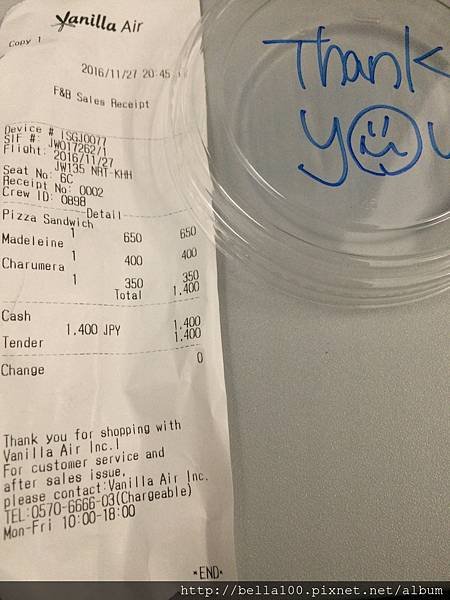 Vanilla Air
Copy 1
2016/11/27 20:45
F&B Sales Receipt
Device # ISGJ0077
SIF #: JW017262/1
Flight: 2016/11/27
JW135 NRT-KHH
Seat No: 6C
Receipt No: 0002
Crew ID: 0898
Detail
Pizza Sandwich
1 650 650
Madeleine
1 400 400
Charumera
1 350 350
Total 1,400
Cash
1,400 JPY 1,400
Tender 1,400
Change 0
Thank you for shopping with
Vanilla Air Inc.!
For customer service and
after sales issue,
please contact:Vanilla Air Inc.
TEL:0570-6666-03(Chargeable)
Mon-Fri 10:00-18:00
*END*
Thank
you
http://bella100.pixnet.net/album